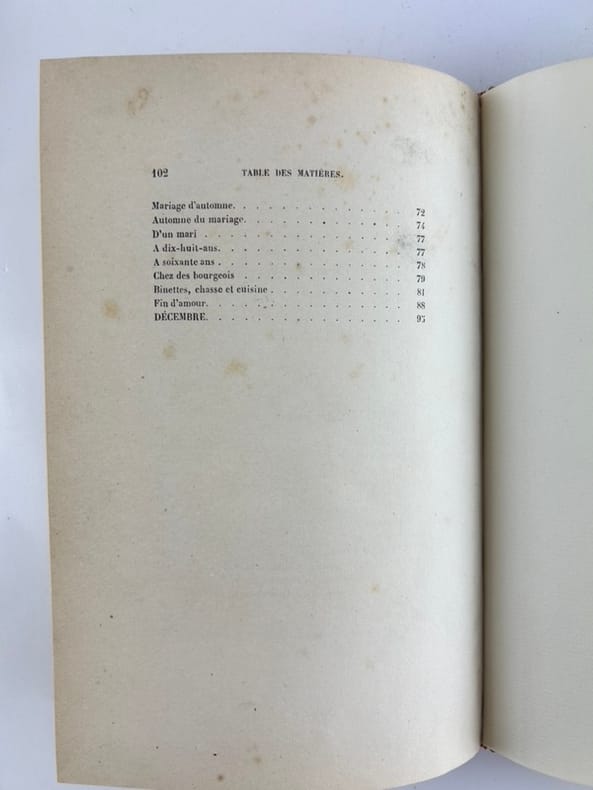 102 TABLE DES MATIÈRES.
Mariage d'automne. . . . . . . . . . . . . 72
Automne du mariage. . . . . . . . . . . . 74
D'un mari . . . . . . . . . . . . . . . 77
A dix-huit-ans. . . . . . . . . . . . . . 77
A soixante ans . . . . . . . . . . . . . . 78
Chez des bourgeois . . . . . . . . . . . . 79
Binettes, chasse et cuisine . . . . . . . . . . 81
Fin d'amour. . . . . . . . . . . . . . . 88
DÉCEMBRE. . . . . . . . . . . . . . . 95